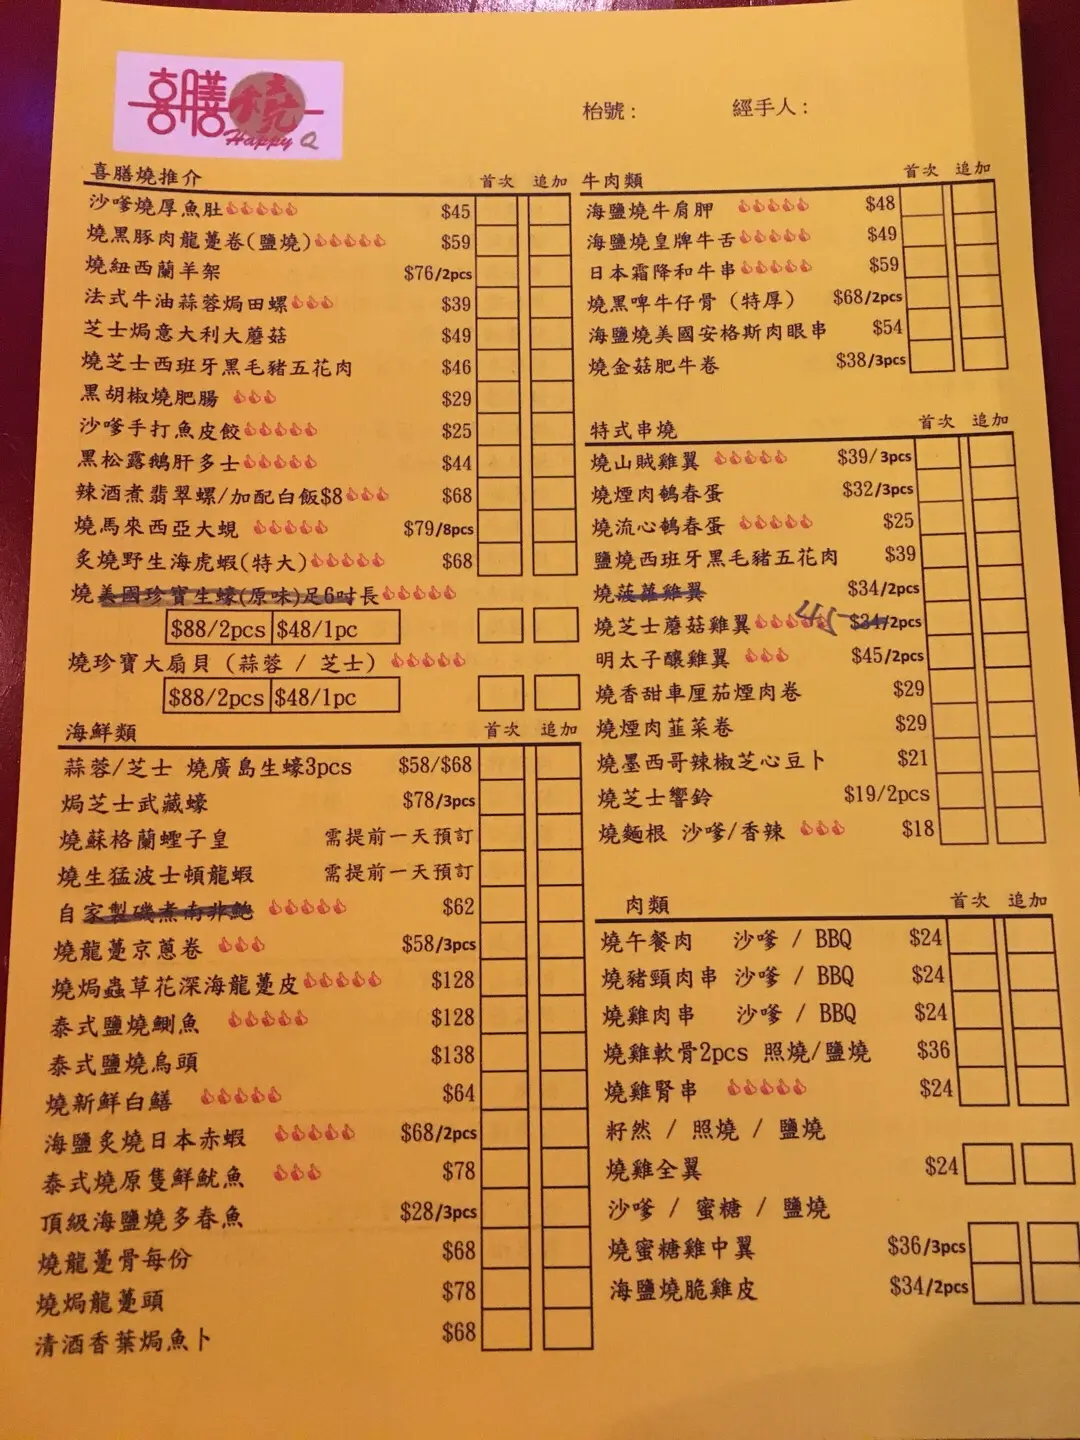 喜膳燒
Happy Q
枱號：
經手人：
喜膳燒推介 首次 追加
沙嗲燒厚魚肚 $45
燒黑豚肉龍躉卷(鹽燒) $59
燒紐西蘭羊架 $76/2pcs
法式牛油蒜蓉焗田螺 $39
芝士焗意大利大蘑菇 $49
燒芝士西班牙黑毛豬五花肉 $46
黑胡椒燒肥腸 $29
沙嗲手打魚皮餃 $25
黑松露鵝肝多士 $44
辣酒煮翡翠螺/加配白飯$8 $68
燒馬來西亞大蜆 $79/8pcs
炙燒野生海虎蝦(特大) $68
燒美國珍寶生蠔(原味)足6吋長
$88/2pcs $48/1pc
燒珍寶大扇貝（蒜蓉 / 芝士）
$88/2pcs $48/1pc
海鮮類 首次 追加
蒜蓉/芝士 燒廣島生蠔3pcs $58/$68
焗芝士武藏蠔 $78/3pcs
燒蘇格蘭蟶子皇 需提前一天預訂
燒生猛波士頓龍蝦 需提前一天預訂
自家製磯煮南非鮑 $62
燒龍躉京蔥卷 $58/3pcs
燒焗蟲草花深海龍躉皮 $128
泰式鹽燒鰂魚 $128
泰式鹽燒烏頭 $138
燒新鮮白鱔 $64
海鹽炙燒日本赤蝦 $68/2pcs
泰式燒原隻鮮魷魚 $78
頂級海鹽燒多春魚 $28/3pcs
燒龍躉骨每份 $68
燒焗龍躉頭 $78
清酒香葉焗魚卜 $68
牛肉類 首次 追加
海鹽燒牛肩胛 $48
海鹽燒皇牌牛舌 $49
日本霜降和牛串 $59
燒黑啤牛仔骨（特厚） $68/2pcs
海鹽燒美國安格斯肉眼串 $54
燒金菇肥牛卷 $38/3pcs
特式串燒 首次 追加
燒山賊雞翼 $39/3pcs
燒煙肉鵪春蛋 $32/3pcs
燒流心鵪春蛋 $25
鹽燒西班牙黑毛豬五花肉 $39
燒菠蘿雞翼 $34/2pcs
燒芝士蘑菇雞翼 45 $34/2pcs
明太子釀雞翼 $45/2pcs
燒香甜車厘茄煙肉卷 $29
燒煙肉韮菜卷 $29
燒墨西哥辣椒芝心豆卜 $21
燒芝士響鈴 $19/2pcs
燒麵根 沙嗲/香辣 $18
肉類 首次 追加
燒午餐肉 沙嗲 / BBQ $24
燒豬頸肉串 沙嗲 / BBQ $24
燒雞肉串 沙嗲 / BBQ $24
燒雞軟骨2pcs 照燒/鹽燒 $36
燒雞腎串 $24
籽然 / 照燒 / 鹽燒
燒雞全翼 $24
沙嗲 / 蜜糖 / 鹽燒
燒蜜糖雞中翼 $36/3pcs
海鹽燒脆雞皮 $34/2pcs